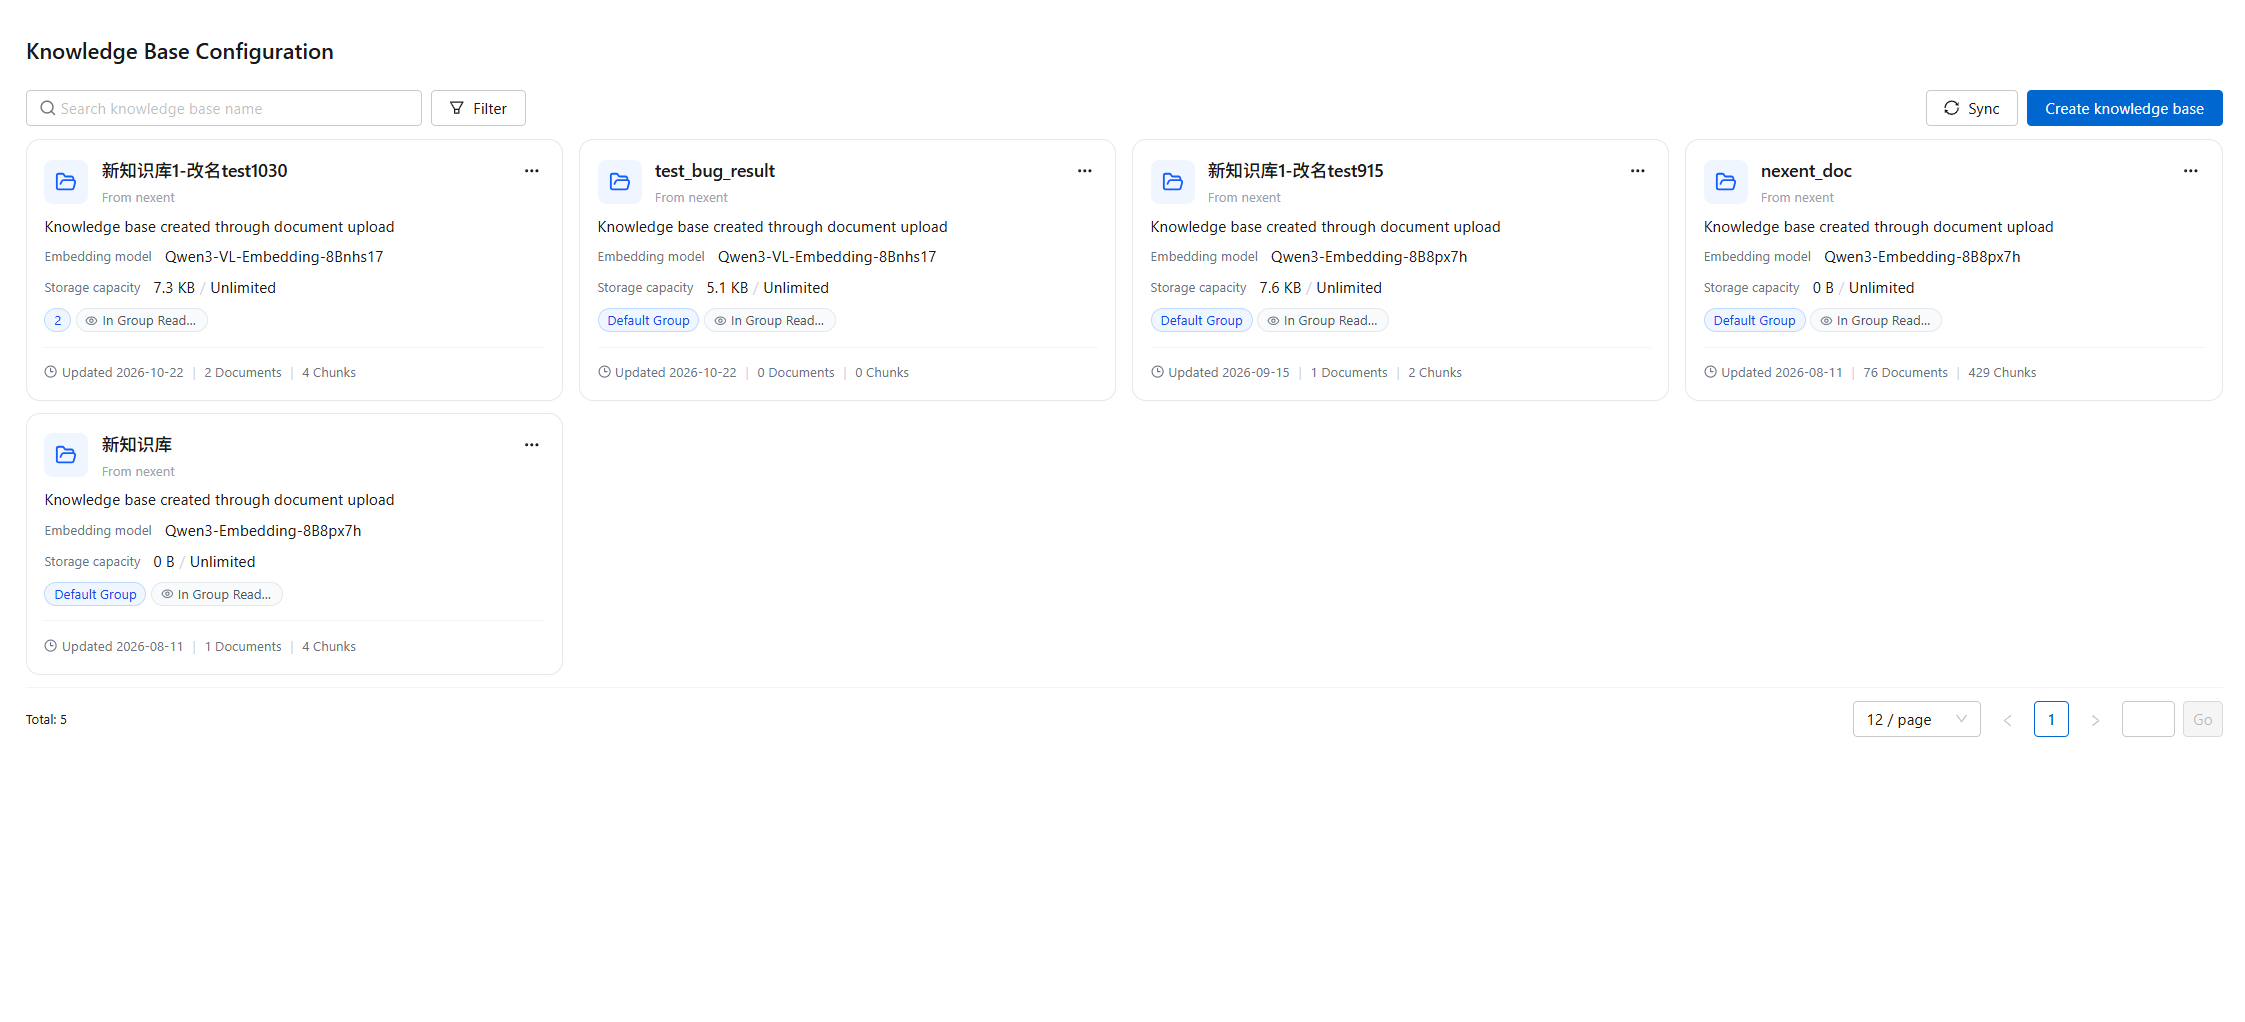 Knowledge Base Configuration
Search knowledge base name
Filter
Sync
Create knowledge base
新知识库1-改名test1030
From nexent
Knowledge base created through document upload
Embedding model Qwen3-VL-Embedding-8Bnhs17
Storage capacity 7.3 KB / Unlimited
2 In Group Read...
Updated 2026-10-22 | 2 Documents | 4 Chunks
test_bug_result
From nexent
Knowledge base created through document upload
Embedding model Qwen3-VL-Embedding-8Bnhs17
Storage capacity 5.1 KB / Unlimited
Default Group In Group Read...
Updated 2026-10-22 | 0 Documents | 0 Chunks
新知识库1-改名test915
From nexent
Knowledge base created through document upload
Embedding model Qwen3-Embedding-8B8px7h
Storage capacity 7.6 KB / Unlimited
Default Group In Group Read...
Updated 2026-09-15 | 1 Documents | 2 Chunks
nexent_doc
From nexent
Knowledge base created through document upload
Embedding model Qwen3-Embedding-8B8px7h
Storage capacity 0 B / Unlimited
Default Group In Group Read...
Updated 2026-08-11 | 76 Documents | 429 Chunks
新知识库
From nexent
Knowledge base created through document upload
Embedding model Qwen3-Embedding-8B8px7h
Storage capacity 0 B / Unlimited
Default Group In Group Read...
Updated 2026-08-11 | 1 Documents | 4 Chunks
Total: 5
12 / page
1
Go